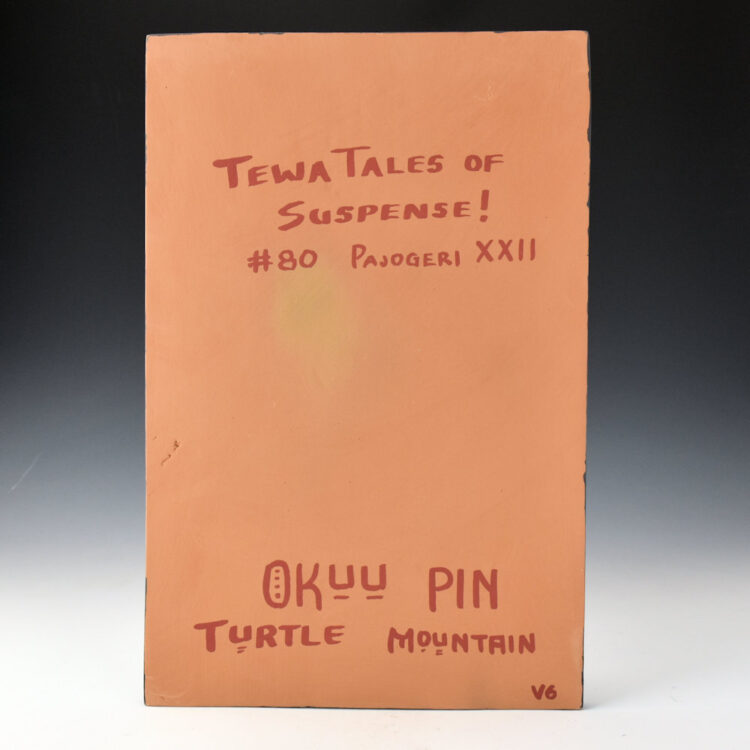 TEWA TALES OF
SUSPENSE!
#80 PAJOGERI XXII
OKUU PIN
TURTLE MOUNTAIN
V6